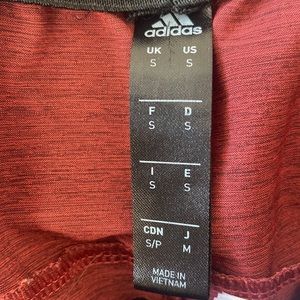 adidas
UK US
S S
F D
S S
I E
S S
CDN J
S/P M
MADE IN
VIETNAM